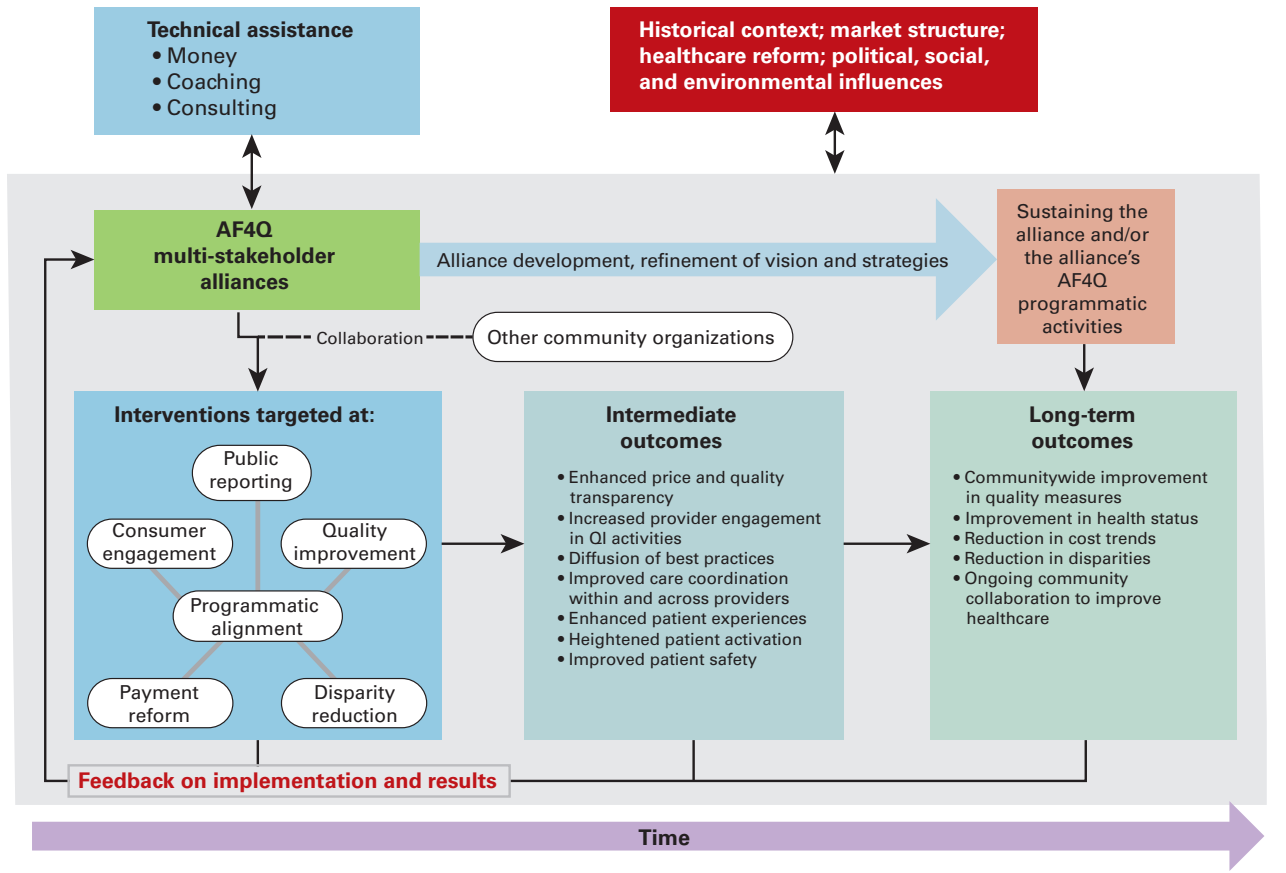 Technical assistance
• Money
• Coaching
• Consulting
Historical context; market structure;
healthcare reform; political, social,
and environmental influences
AF4Q
multi-stakeholder
alliances
Alliance development, refinement of vision and strategies
Sustaining the
alliance and/or
the alliance’s
AF4Q
programmatic
activities
Collaboration
Other community organizations
Interventions targeted at:
Public
reporting
Consumer
engagement
Quality
improvement
Programmatic
alignment
Payment
reform
Disparity
reduction
Intermediate
outcomes
• Enhanced price and quality
transparency
• Increased provider engagement
in QI activities
• Diffusion of best practices
• Improved care coordination
within and across providers
• Enhanced patient experiences
• Heightened patient activation
• Improved patient safety
Long-term
outcomes
• Communitywide improvement
in quality measures
• Improvement in health status
• Reduction in cost trends
• Reduction in disparities
• Ongoing community
collaboration to improve
healthcare
Feedback on implementation and results
Time